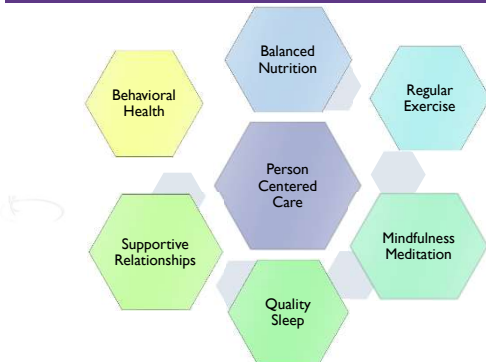 Balanced
Nutrition
Regular
Exercise
Behavioral
Health
Person
Centered
Care
Supportive
Relationships
Mindfulness
Meditation
Quality
Sleep